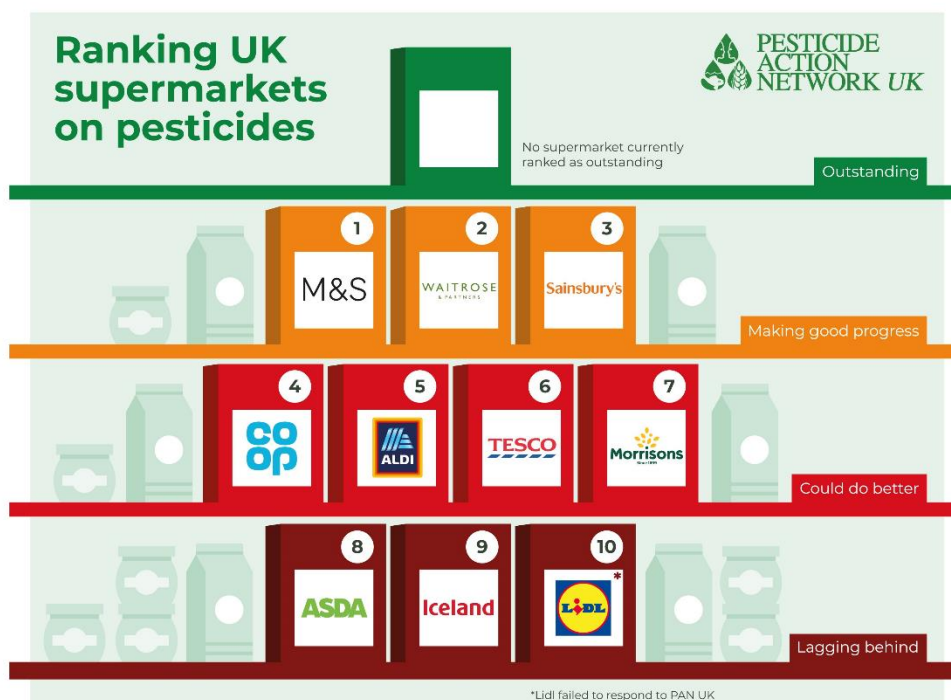 Ranking UK
supermarkets
on pesticides
PESTICIDE
ACTION
NETWORK UK
No supermarket currently
ranked as outstanding
Outstanding
1
2
3
M&S
WAITROSE
& PARTNERS
Sainsbury's
Making good progress
4
5
6
7
CO
OP
ALDI
TESCO
Morrisons
Since 1899
Could do better
8
9
10
ASDA
Iceland
LIDL
*
Lagging behind
*Lidl failed to respond to PAN UK